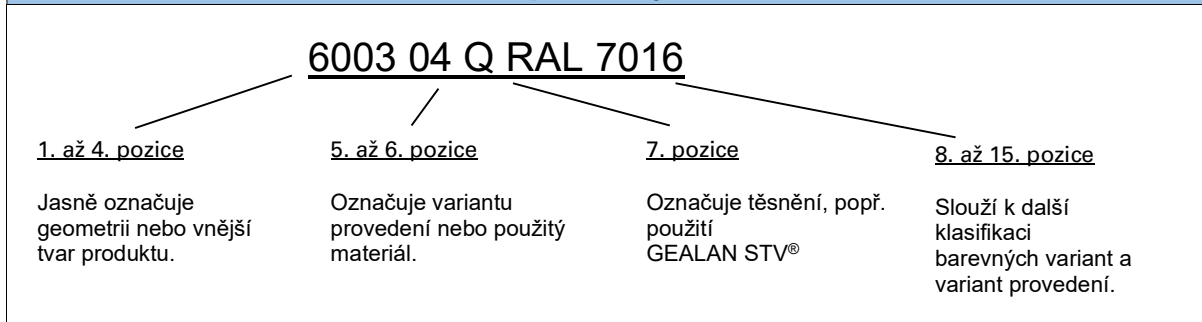 6003 04 Q RAL 7016
1. až 4. pozice
Jasně označuje
geometrii nebo vnější
tvar produktu.
5. až 6. pozice
Označuje variantu
provedení nebo použitý
materiál.
7. pozice
Označuje těsnění, popř.
použití
GEALAN STV®
8. až 15. pozice
Slouží k další
klasifikaci
barevných variant a
variant provedení.